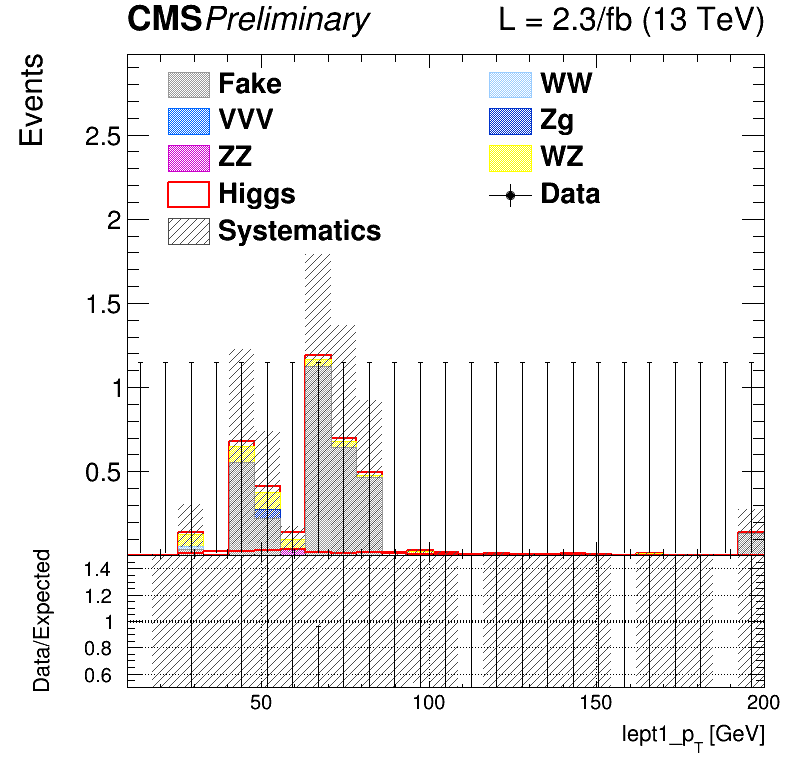 CMS Preliminary L = 2.3/fb (13 TeV)
Events
Fake WW
VVV Zg
ZZ WZ
Higgs Data
Systematics
2.5
2
1.5
1
0.5
Data/Expected
1.4
1.2
1
0.8
0.6
50 100 150 200
lept1_p_T [GeV]